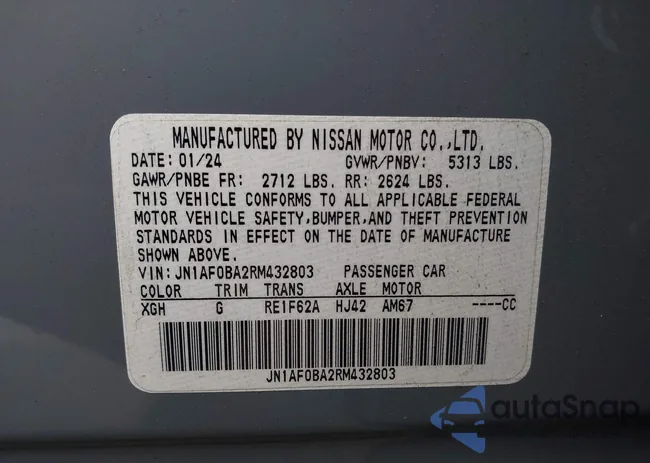 MANUFACTURED BY NISSAN MOTOR CO.,LTD.
DATE: 01/24 GVWR/PNBV: 5313 LBS.
GAWR/PNBE FR: 2712 LBS. RR: 2624 LBS.
THIS VEHICLE CONFORMS TO ALL APPLICABLE FEDERAL
MOTOR VEHICLE SAFETY, BUMPER, AND THEFT PREVENTION
STANDARDS IN EFFECT ON THE DATE OF MANUFACTURE
SHOWN ABOVE.
VIN: JN1AF0BA2RM432803 PASSENGER CAR
COLOR TRIM TRANS AXLE MOTOR
XGH G RE1F62A HJ42 AM67 ----CC
JN1AF0BA2RM432803
autoSnap